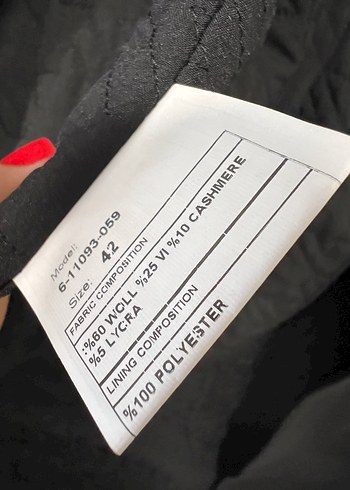 Model:
6-11093-059
Size: 42
FABRIC COMPOSITION
:%60 WOLL %25 VI %10 CASHMERE
%5 LYCRA
LINING COMPOSITION
%100 POLYESTER